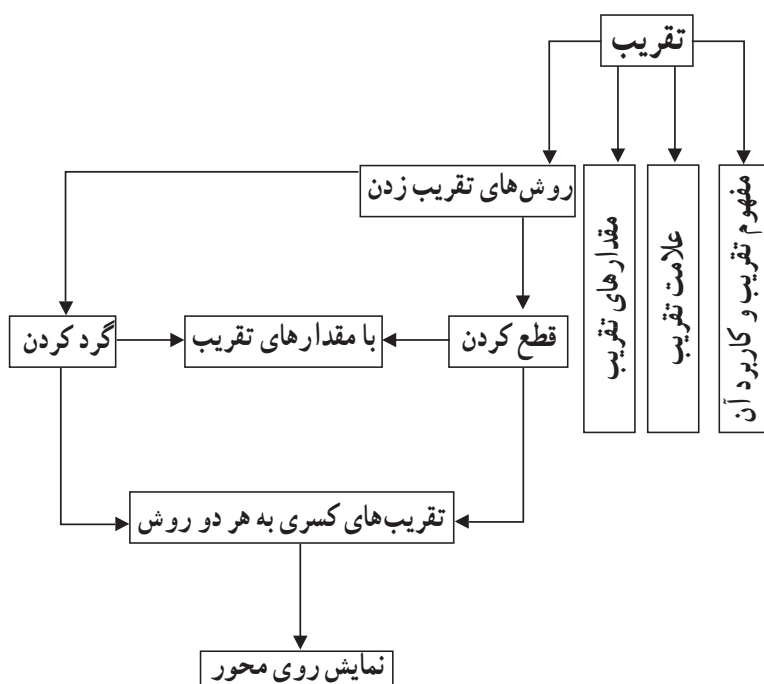 تقریب
مفهوم تقریب و کاربرد آن
علامت تقریب
مقدارهای تقریب
روش‌های تقریب زدن
قطع کردن
با مقدارهای تقریب
گرد کردن
تقریب‌های کسری به هر دو روش
نمایش روی محور